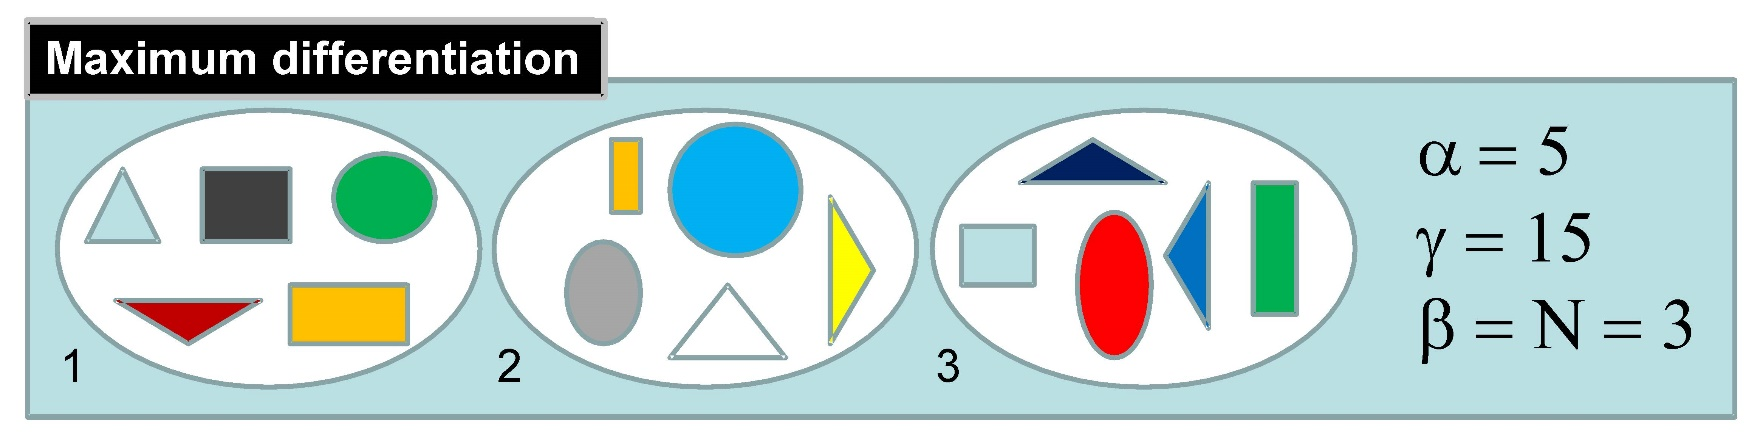 Maximum differentiation
1
2
3
α = 5
γ = 15
β = N = 3